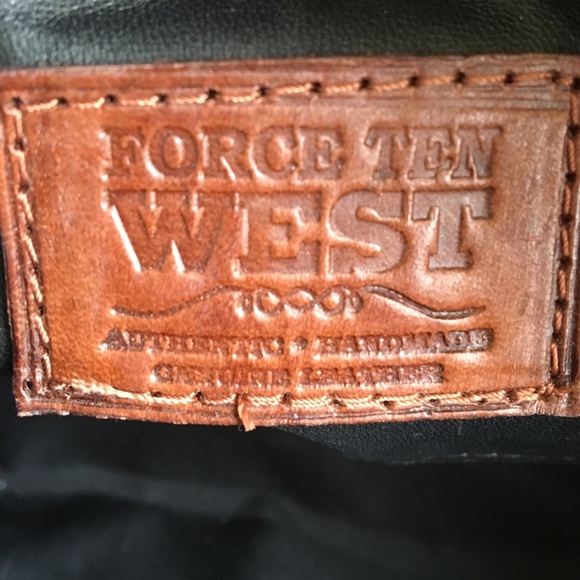 FORCE TEN
WEST
AUTHENTIC • HANDMADE
GENUINE LEATHER